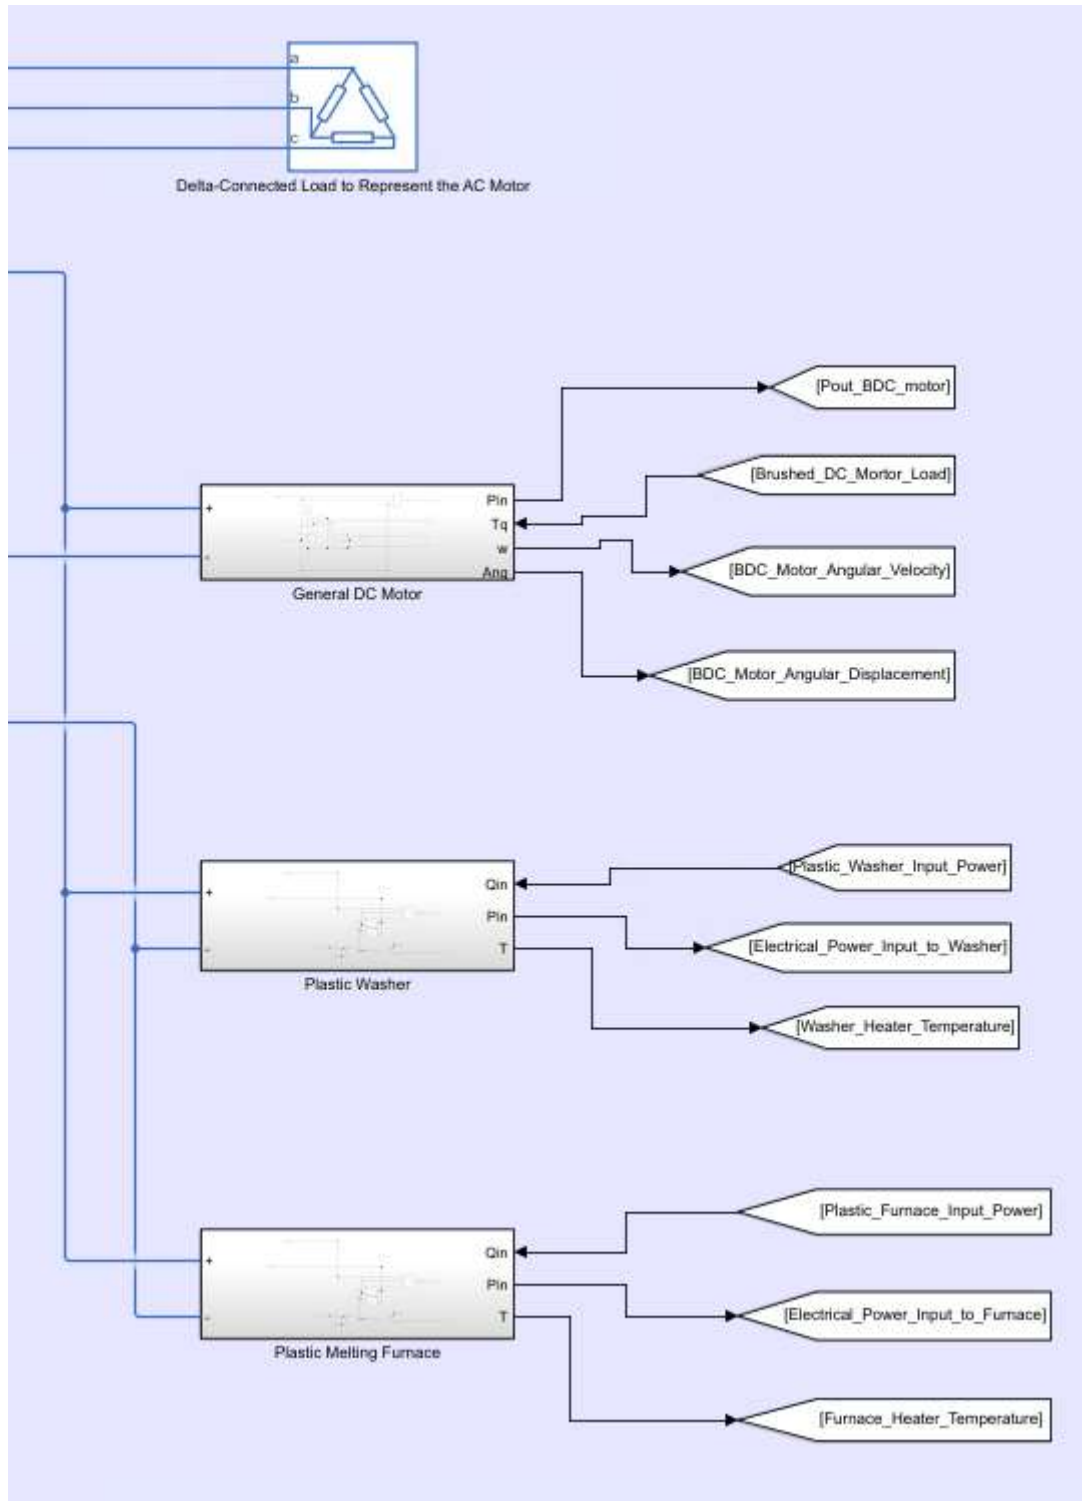 a
b
c
Delta-Connected Load to Represent the AC Motor
[Pout_BDC_motor]
[Brushed_DC_Mortor_Load]
+
Pin
Tq
-
w
[BDC_Motor_Angular_Velocity]
Ang
General DC Motor
[BDC_Motor_Angular_Displacement]
[Plastic_Washer_Input_Power]
+
Qin
Pin
[Electrical_Power_Input_to_Washer]
-
T
Plastic Washer
[Washer_Heater_Temperature]
[Plastic_Furnace_Input_Power]
+
Qin
Pin
[Electrical_Power_Input_to_Furnace]
-
T
Plastic Melting Furnace
[Furnace_Heater_Temperature]